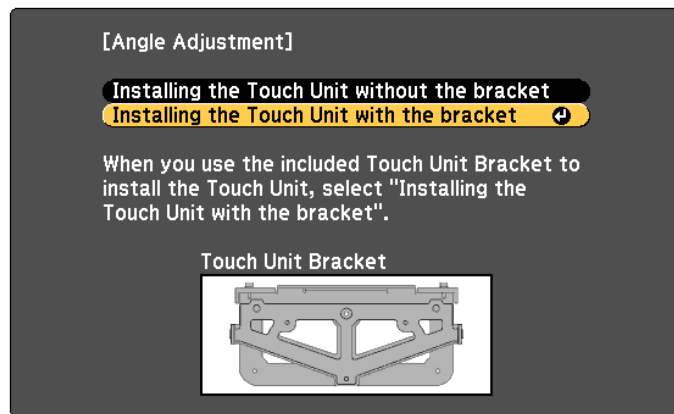 [Angle Adjustment]
Installing the Touch Unit without the bracket
Installing the Touch Unit with the bracket
When you use the included Touch Unit Bracket to
install the Touch Unit, select "Installing the
Touch Unit with the bracket".
Touch Unit Bracket